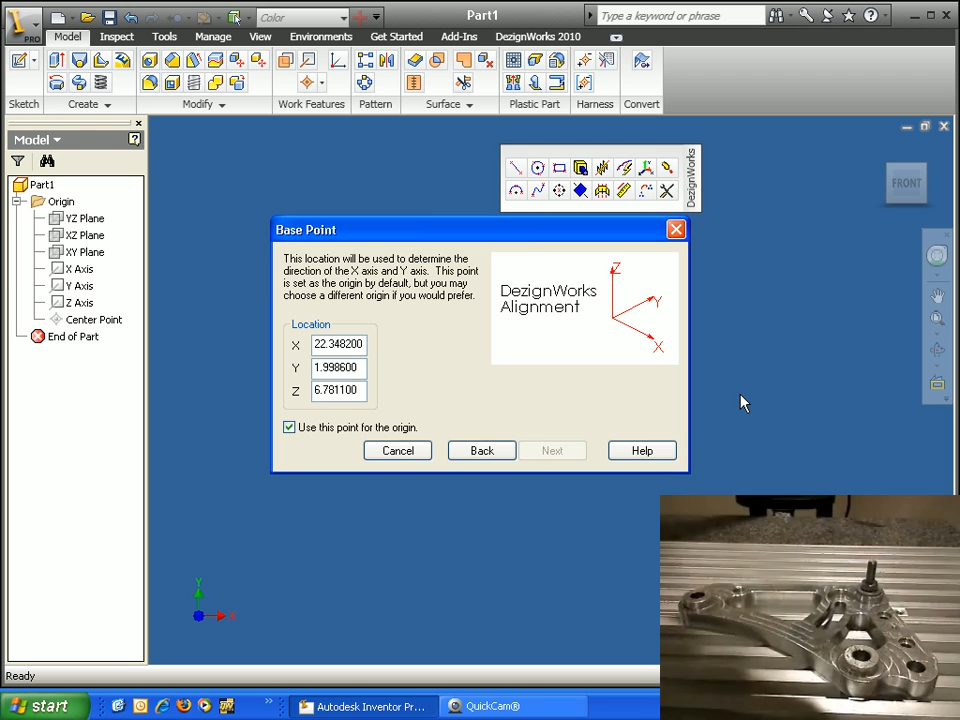 PRO
Color
Part1
Type a keyword or phrase
Model
Inspect
Tools
Manage
View
Environments
Get Started
Add-Ins
DezignWorks 2010
Sketch
Create
Modify
Work Features
Pattern
Surface
Plastic Part
Harness
Convert
Model
Part1
Origin
YZ Plane
XZ Plane
XY Plane
X Axis
Y Axis
Z Axis
Center Point
End of Part
DezignWorks
FRONT
Base Point
This location will be used to determine the
direction of the X axis and Y axis. This point
is set as the origin by default, but you may
choose a different origin if you would prefer.
Location
X 22.348200
Y 1.998600
Z 6.781100
DezignWorks
Alignment
Z
Y
X
Use this point for the origin.
Cancel
Back
Next
Help
Y
X
Ready
start
Autodesk Inventor Pr...
QuickCam®